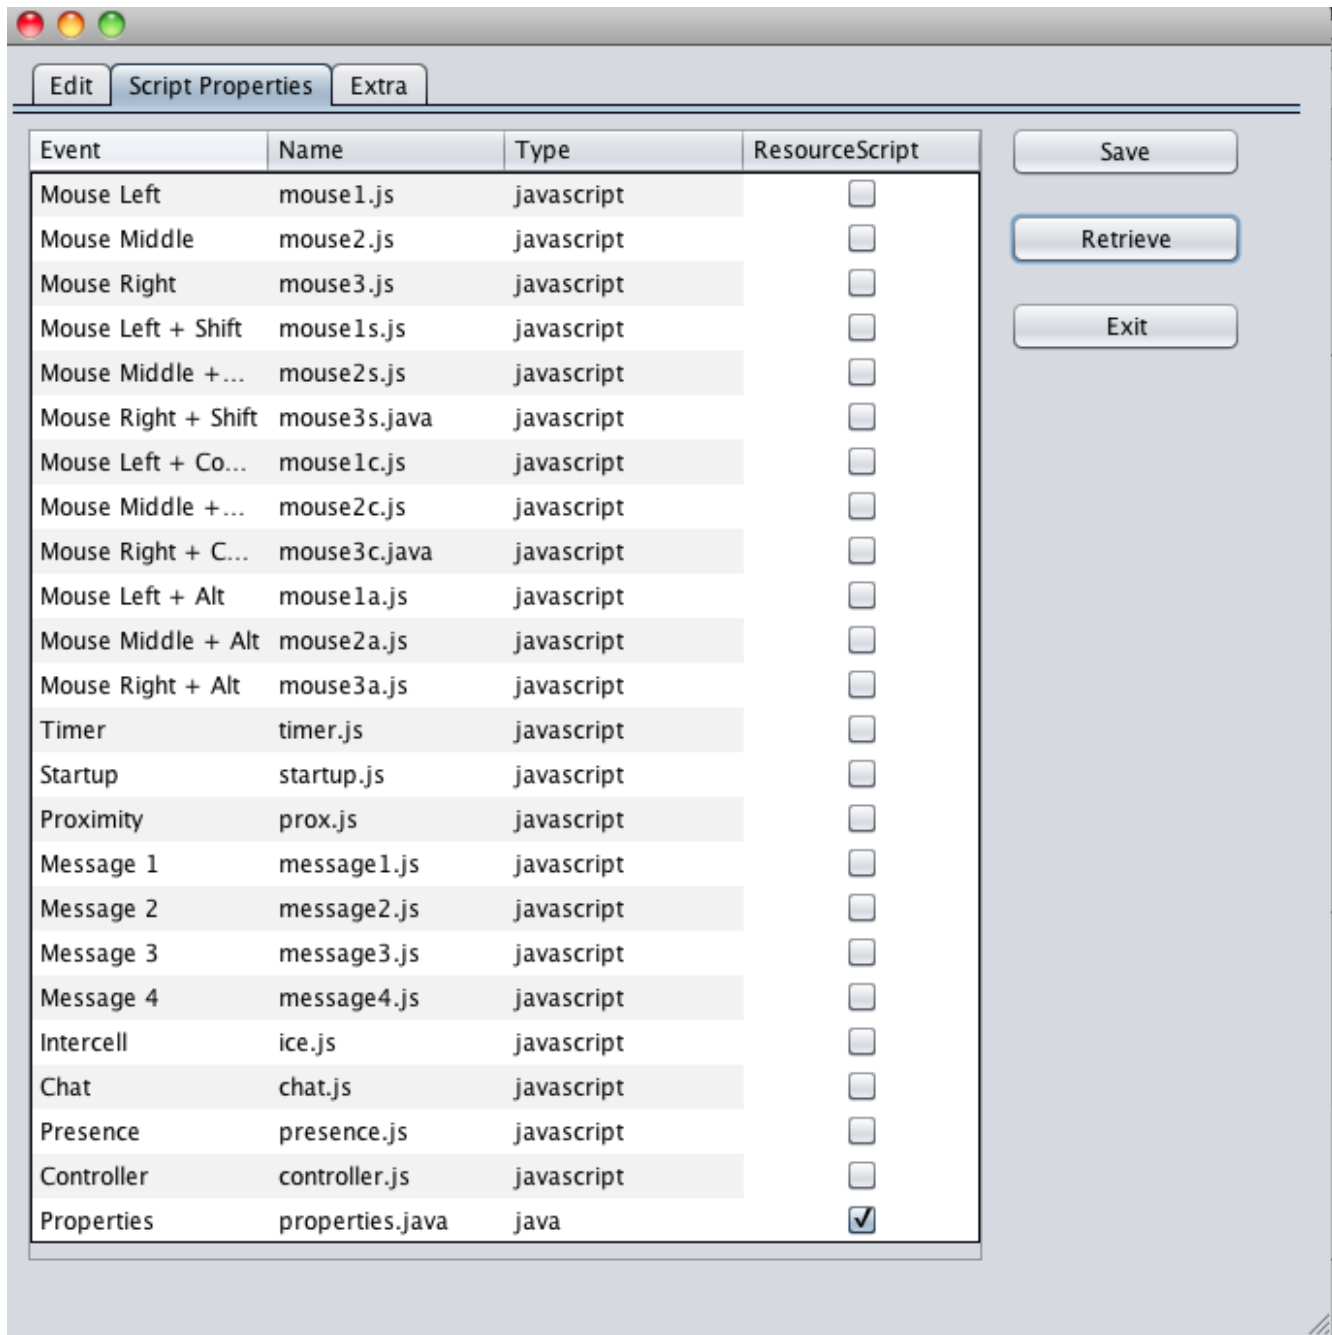 Edit Script Properties Extra
Event Name Type ResourceScript Save
Mouse Left mouse1.js javascript
Mouse Middle mouse2.js javascript Retrieve
Mouse Right mouse3.js javascript
Mouse Left + Shift mouse1s.js javascript Exit
Mouse Middle +... mouse2s.js javascript
Mouse Right + Shift mouse3s.java javascript
Mouse Left + Co... mouse1c.js javascript
Mouse Middle +... mouse2c.js javascript
Mouse Right + C... mouse3c.java javascript
Mouse Left + Alt mouse1a.js javascript
Mouse Middle + Alt mouse2a.js javascript
Mouse Right + Alt mouse3a.js javascript
Timer timer.js javascript
Startup startup.js javascript
Proximity prox.js javascript
Message 1 message1.js javascript
Message 2 message2.js javascript
Message 3 message3.js javascript
Message 4 message4.js javascript
Intercell ice.js javascript
Chat chat.js javascript
Presence presence.js javascript
Controller controller.js javascript
Properties properties.java java